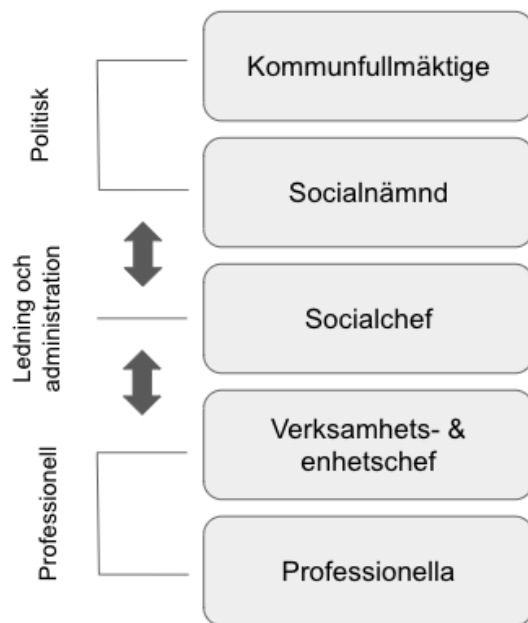 Politisk
Kommunfullmäktige
Socialnämnd
Ledning och
administration
Socialchef
Professionell
Verksamhets- &
enhetschef
Professionella